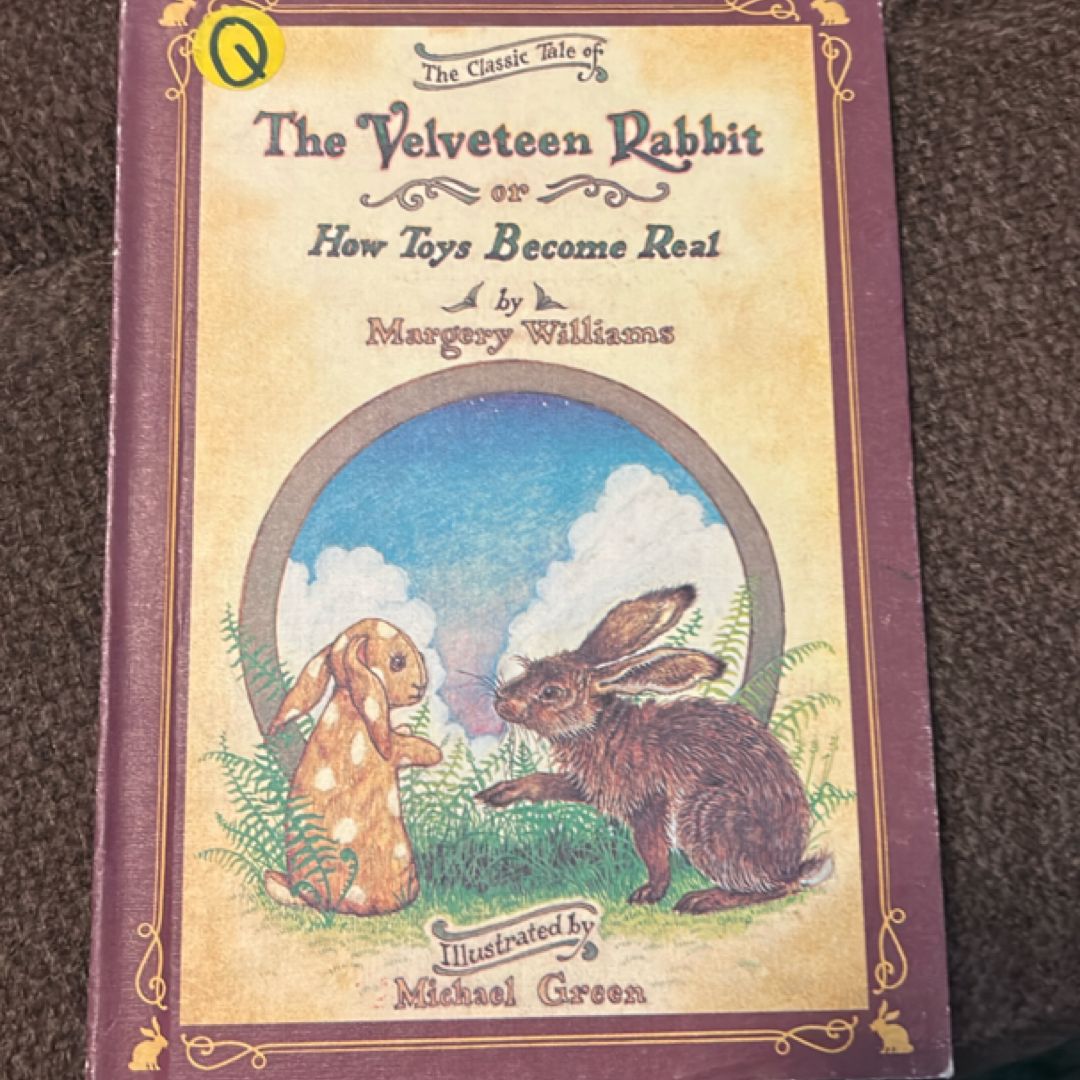 Q
The Classic Tale of
The Velveteen Rabbit
or
How Toys Become Real
by
Margery Williams
Illustrated by
Michael Green